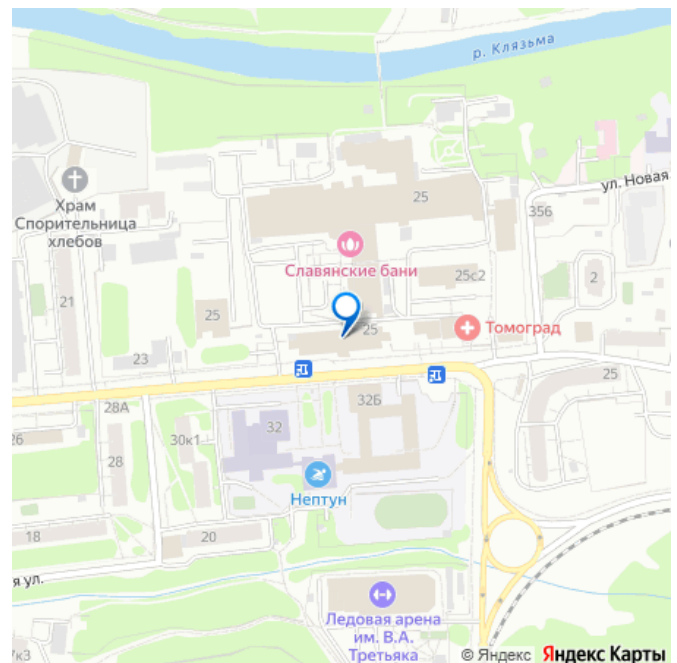 р. Клязьма
ул. Новая
25
35б
Храм
Спорительница
хлебов
Славянские бани
25с2
2
21
25
25
Томоград
23
25
28А
32Б
26
32
30к1
28
Нептун
18
20
я ул.
Ледовая арена
им. В.А.
Третьяка
7к3
© Яндекс Яндекс Карты